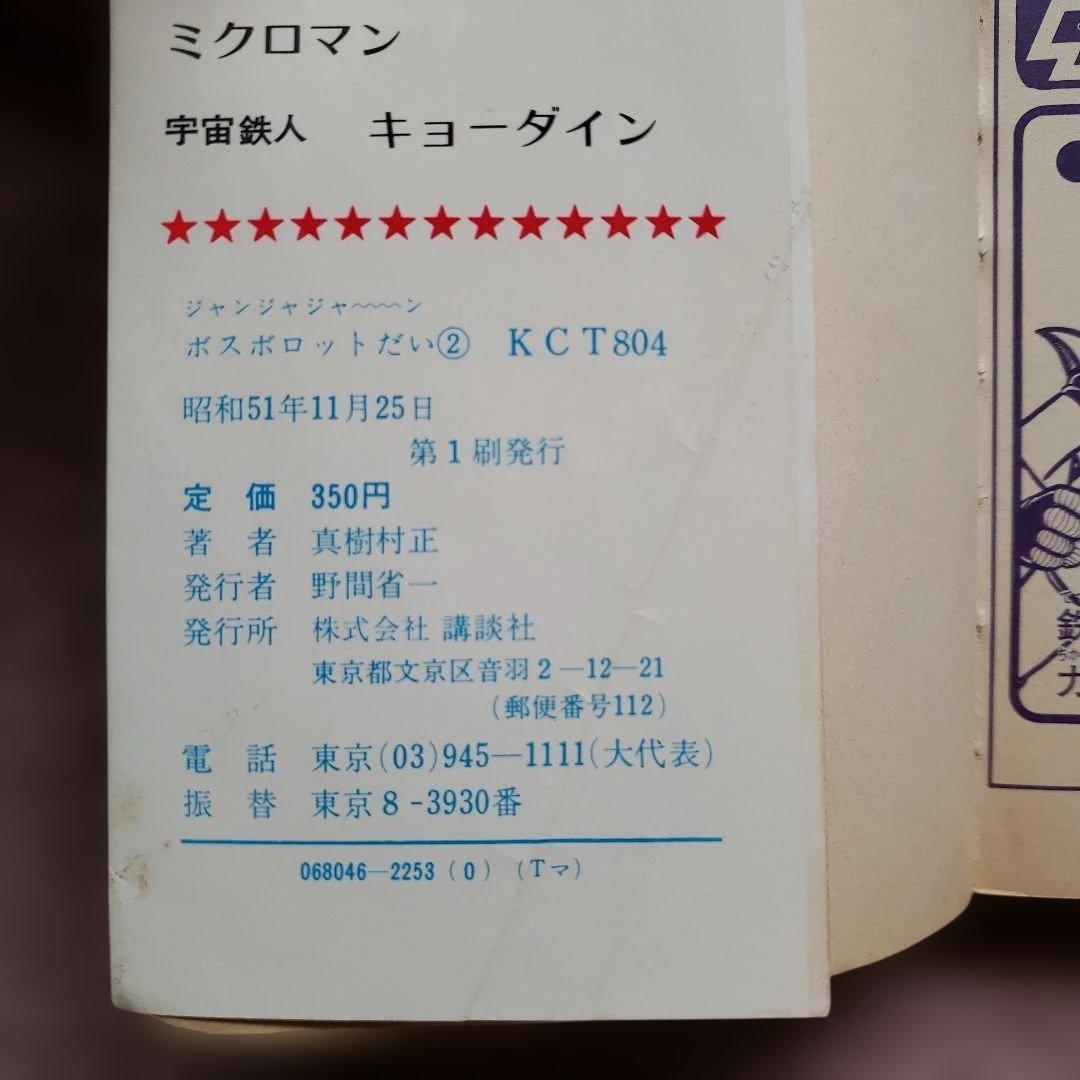 ミクロマン
宇宙鉄人 キョーダイン
★★★★★★★★★★★★★
ジャンジャジャ〜〜〜ン
ボスボロットだい② KCT804
昭和51年11月25日
第1刷発行
定価 350円
著者 真樹村正
発行者 野間省一
発行所 株式会社 講談社
東京都文京区音羽2—12—21
(郵便番号112)
電話 東京(03)945—1111(大代表)
振替 東京8-3930番
068046—2253(0)(Tマ)